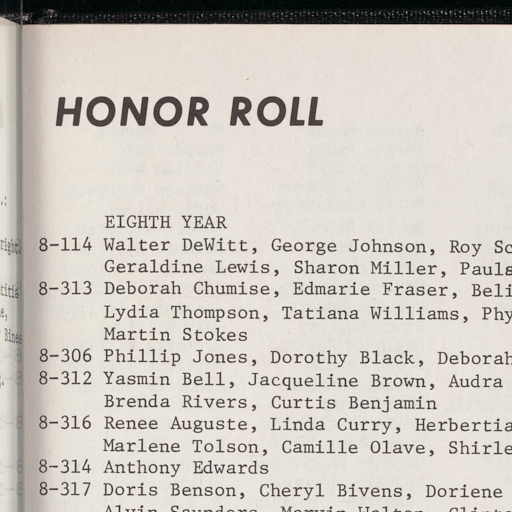 HONOR ROLL
EIGHTH YEAR
8-114 Walter DeWitt, George Johnson, Roy
Geraldine Lewis, Sharon Miller,
8-313 Deborah Chumise, Edmarie Fraser,
Lydia Thompson, Tatiana Williams,
Martin Stokes
8-306 Phillip Jones, Dorothy Black, Deborah
8-312 Yasmin Bell, Jacqueline Brown, Audra
Brenda Rivers, Curtis Benjamin
8-316 Renee Auguste, Linda Curry,
Marlene Tolson, Camille Olave,
8-314 Anthony Edwards
8-317 Doris Benson, Cheryl Bivens, Doriene